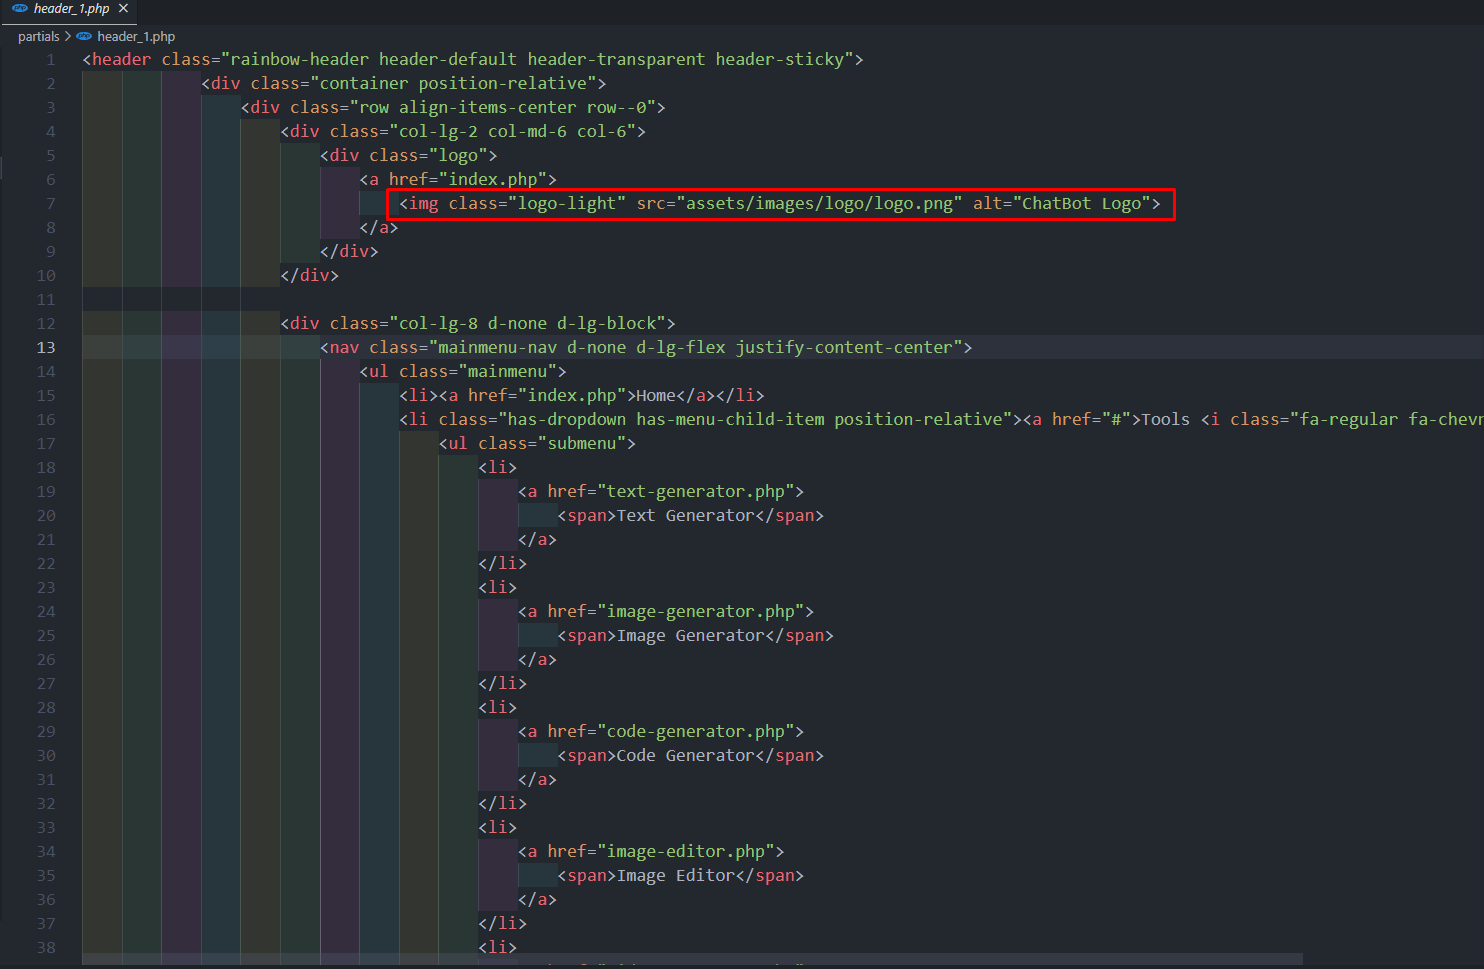 header_1.php
partials > header_1.php
1 <header class="rainbow-header header-default header-transparent header-sticky">
2 <div class="container position-relative">
3 <div class="row align-items-center row--0">
4 <div class="col-lg-2 col-md-6 col-6">
5 <div class="logo">
6 <a href="index.php">
7 <img class="logo-light" src="assets/images/logo/logo.png" alt="ChatBot Logo">
8 </a>
9 </div>
10 </div>
11
12 <div class="col-lg-8 d-none d-lg-block">
13 <nav class="mainmenu-nav d-none d-lg-flex justify-content-center">
14 <ul class="mainmenu">
15 <li><a href="index.php">Home</a></li>
16 <li class="has-dropdown has-menu-child-item position-relative"><a href="#">Tools <i class="fa-regular fa-chevr
17 <ul class="submenu">
18 <li>
19 <a href="text-generator.php">
20 <span>Text Generator</span>
21 </a>
22 </li>
23 <li>
24 <a href="image-generator.php">
25 <span>Image Generator</span>
26 </a>
27 </li>
28 <li>
29 <a href="code-generator.php">
30 <span>Code Generator</span>
31 </a>
32 </li>
33 <li>
34 <a href="image-editor.php">
35 <span>Image Editor</span>
36 </a>
37 </li>
38 <li>